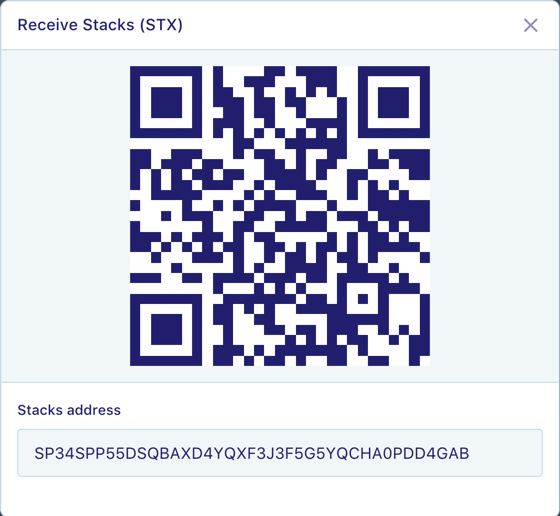 Receive Stacks (STX)
Stacks address
SP34SPP55DSQBAXD4YQXF3J3F5G5YQCHA0PDD4GAB